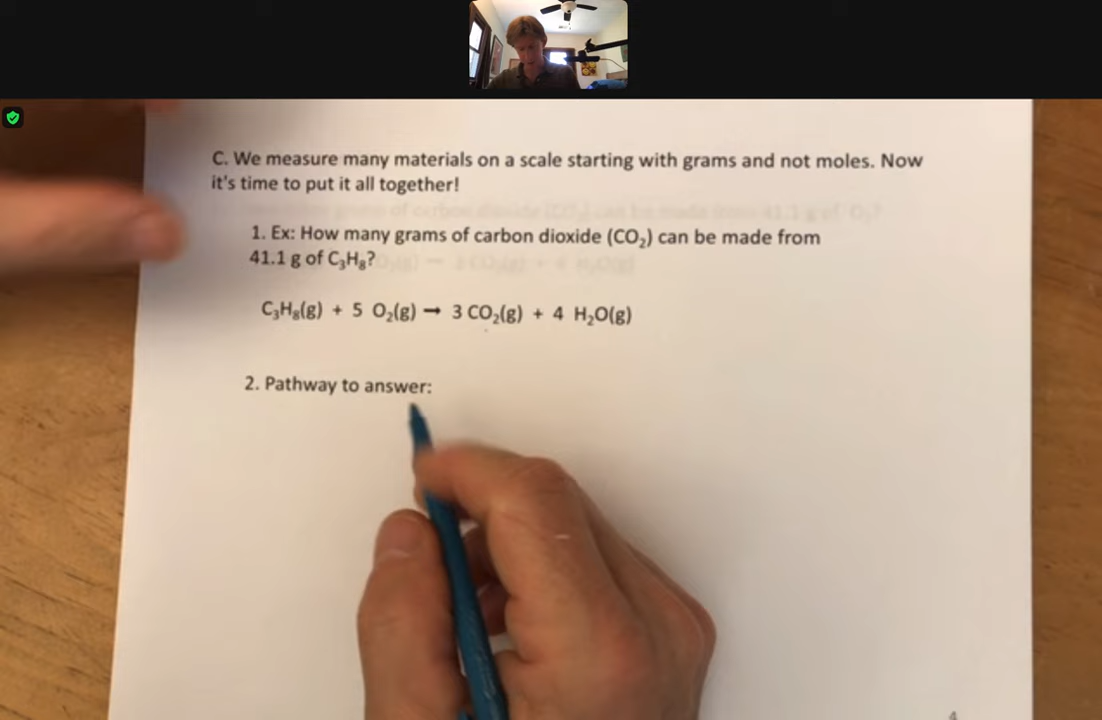 C. We measure many materials on a scale starting with grams and not moles. Now
it's time to put it all together!
1. Ex: How many grams of carbon dioxide (CO₂) can be made from
41.1 g of C₃H₈?
C₃H₈(g) + 5 O₂(g) → 3 CO₂(g) + 4 H₂O(g)
2. Pathway to answer:
4